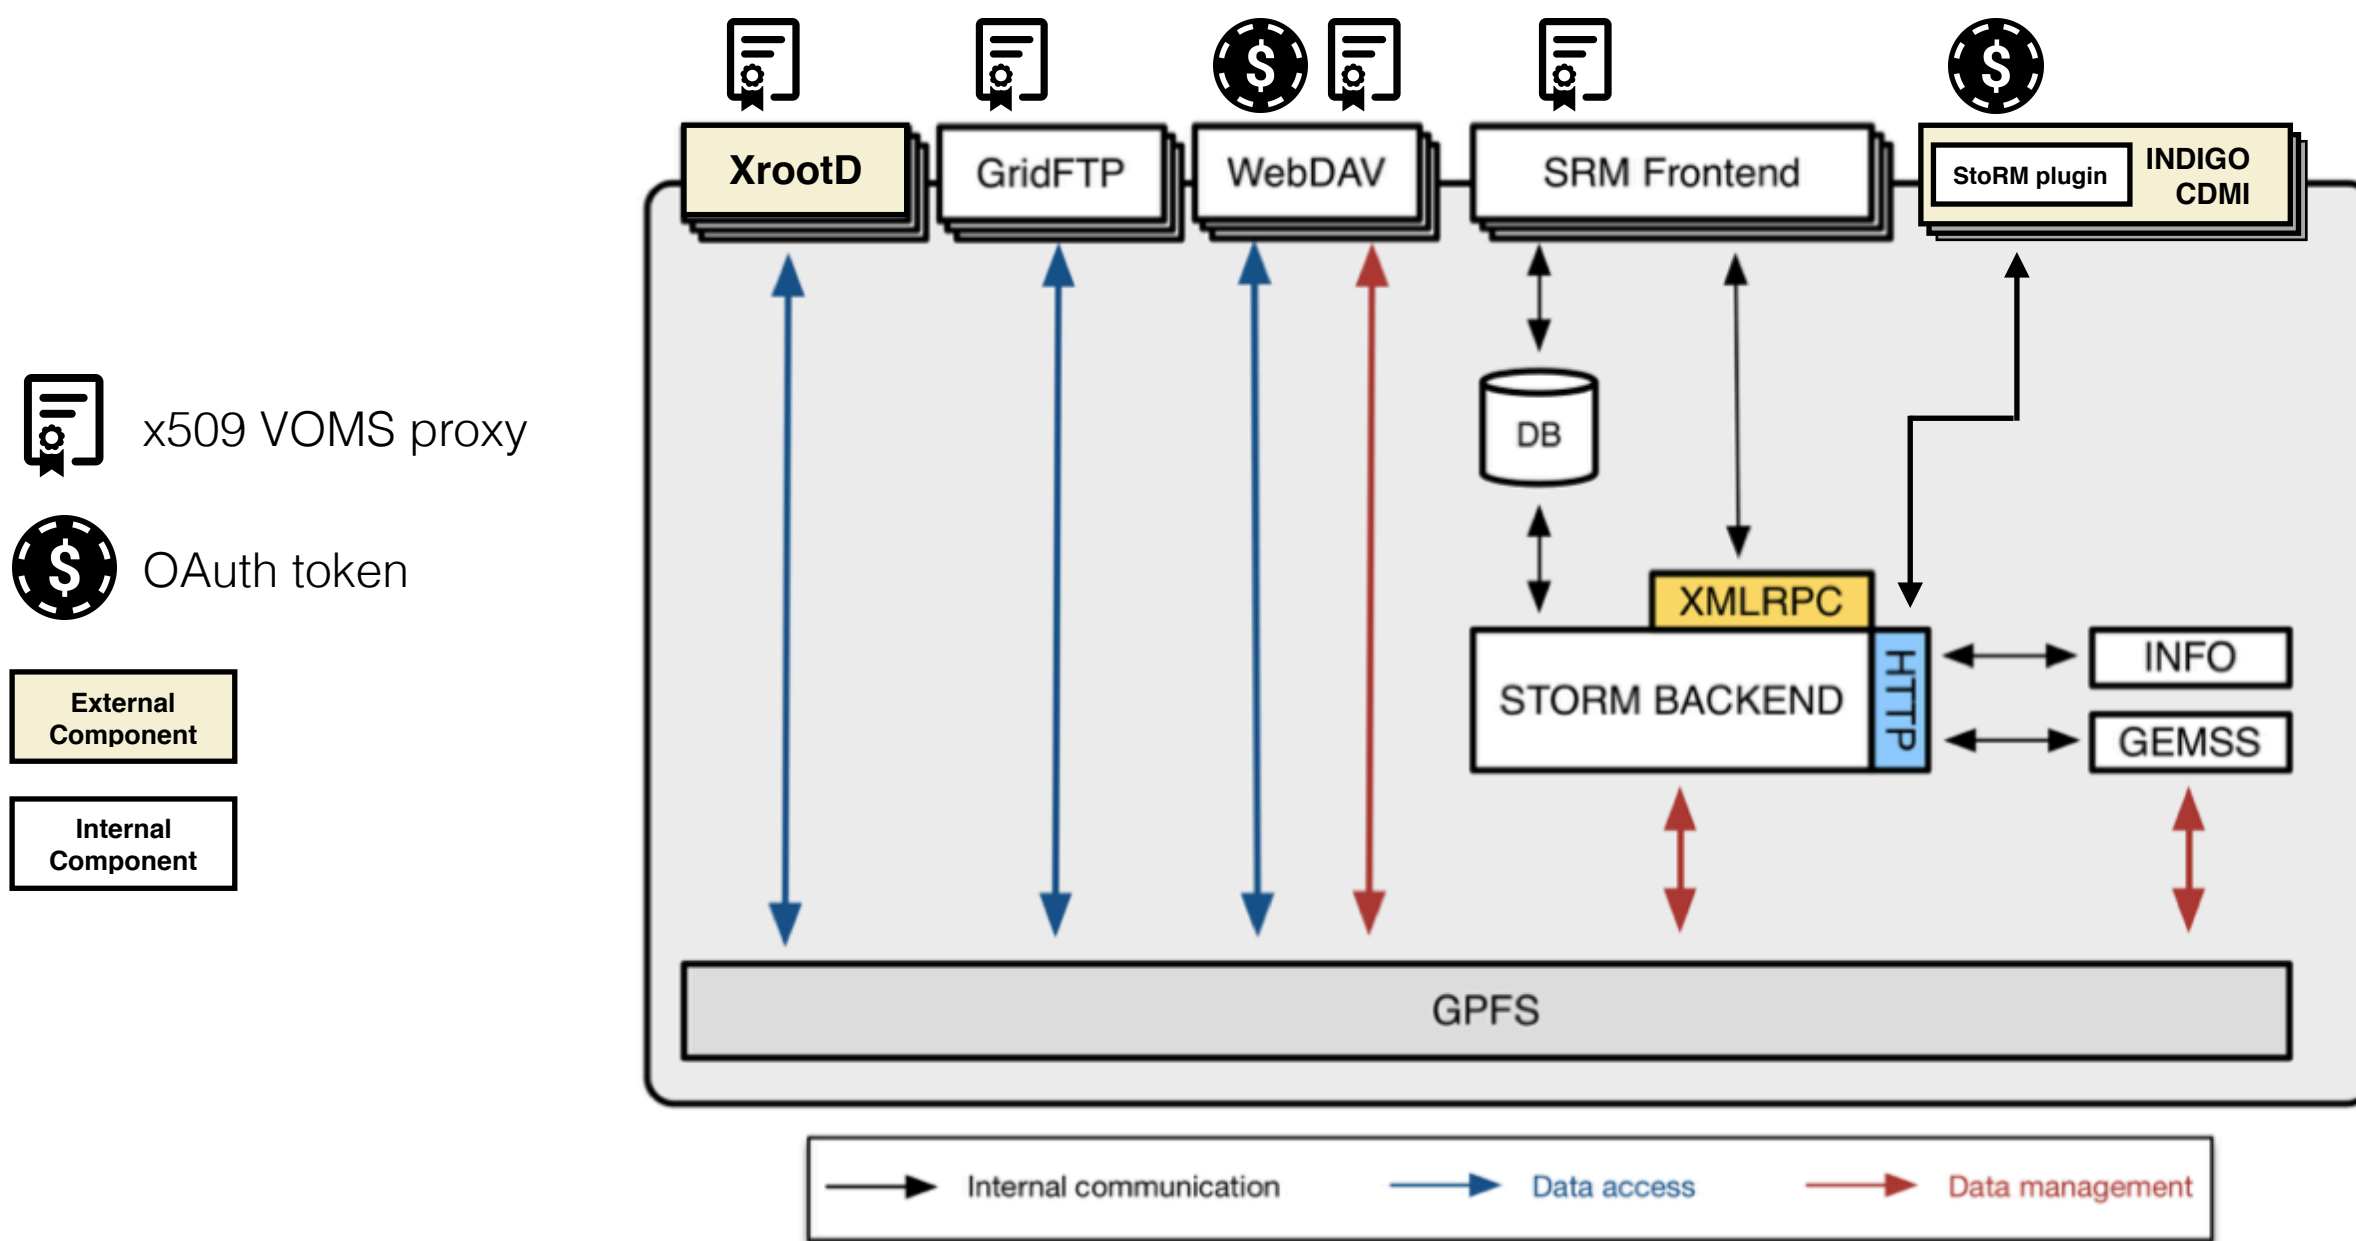 XrootD
GridFTP
WebDAV
SRM Frontend
StoRM plugin
INDIGO
CDMI
x509 VOMS proxy
OAuth token
External
Component
Internal
Component
DB
XMLRPC
STORM BACKEND
HTTP
INFO
GEMSS
GPFS
Internal communication
Data access
Data management